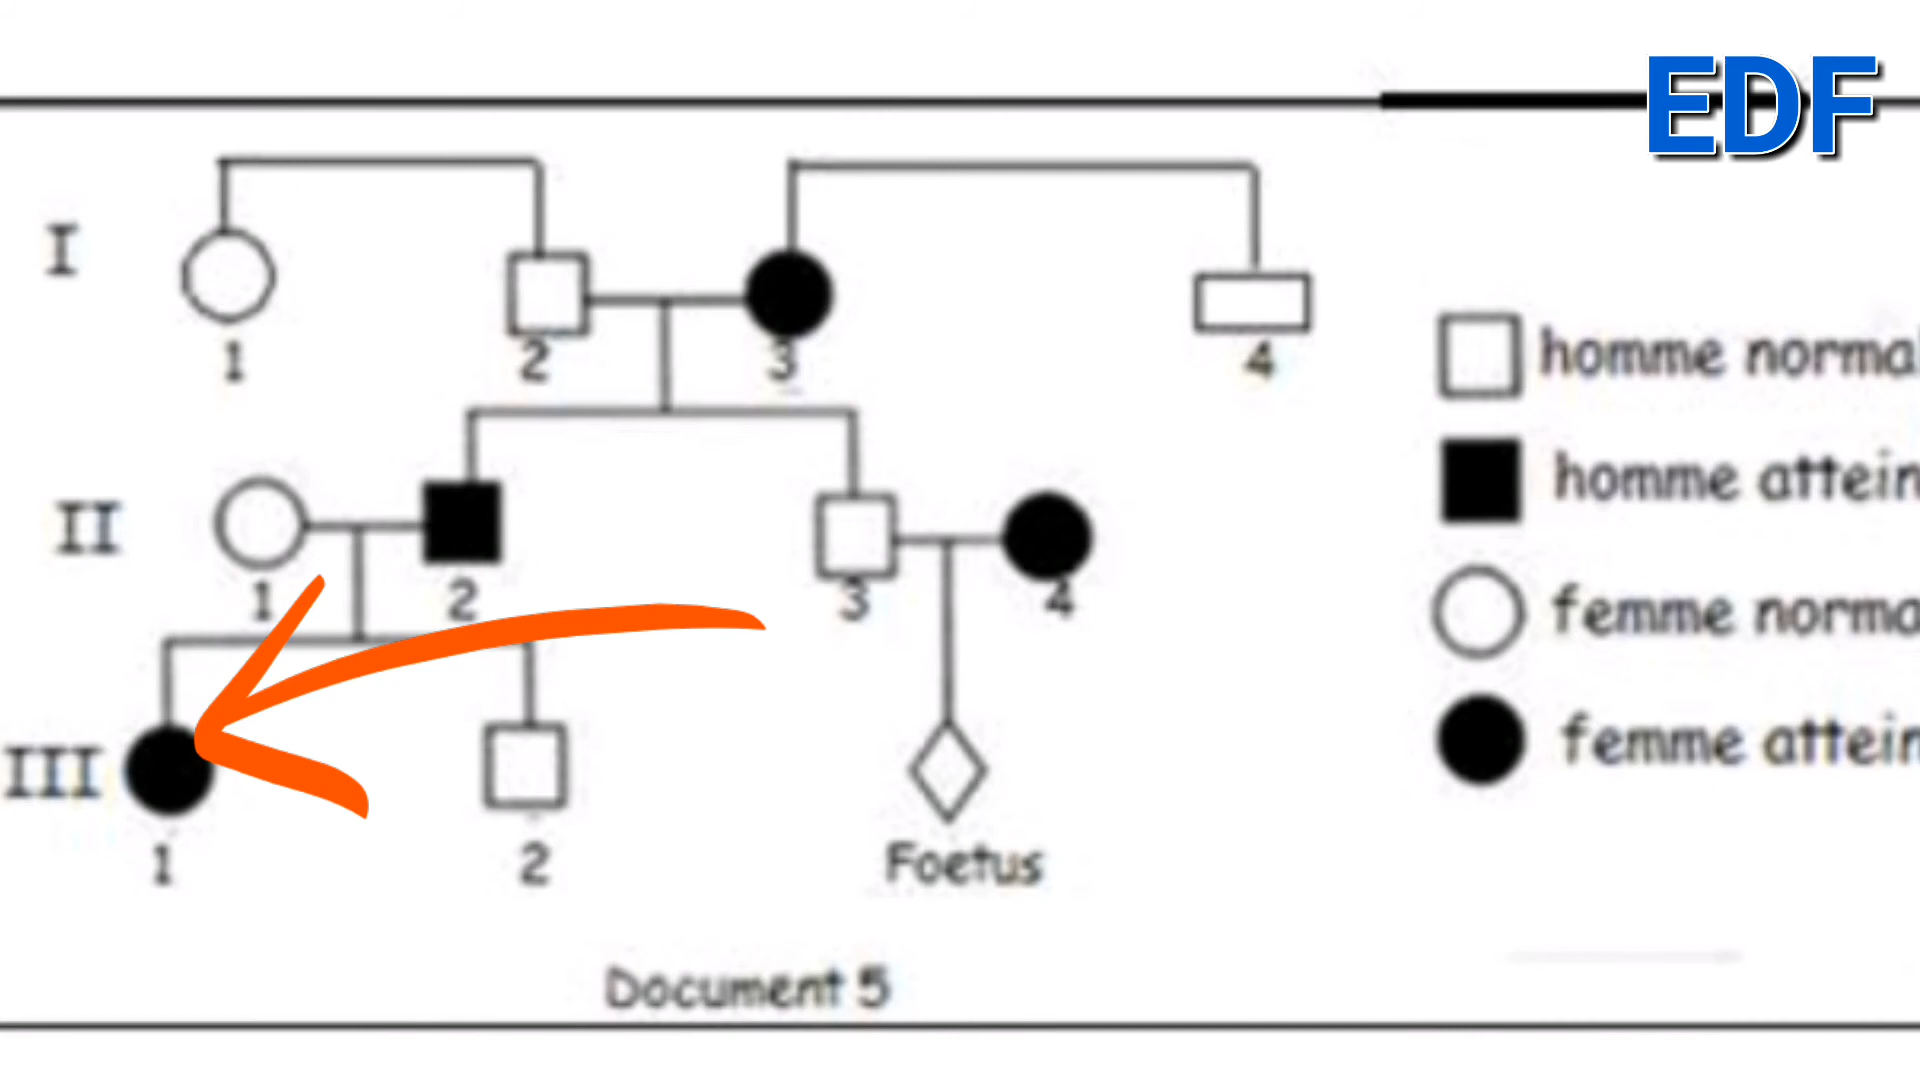 EDF
I
1 2 3 4
homme normal
homme attein
II
1 2 3 4
femme norma
femme attein
III
1 2 Foetus
Document 5